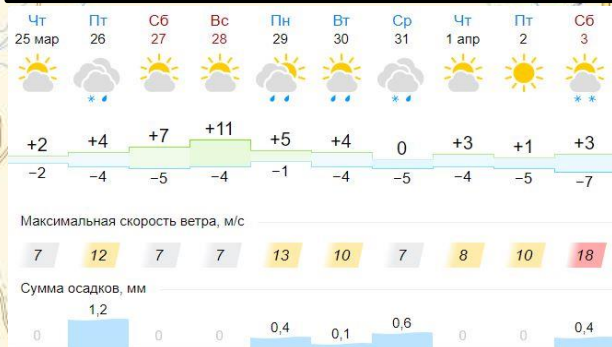 Чт Пт Сб Вс Пн Вт Ср Чт Пт Сб
25 мар 26 27 28 29 30 31 1 апр 2 3
+2 +4 +7 +11 +5 +4 0 +3 +1 +3
−2 −4 −5 −4 −1 −4 −5 −4 −5 −7
Максимальная скорость ветра, м/с
7 12 7 7 13 10 7 8 10 18
Сумма осадков, мм
0 1,2 0 0 0,4 0,1 0,6 0 0 0,4